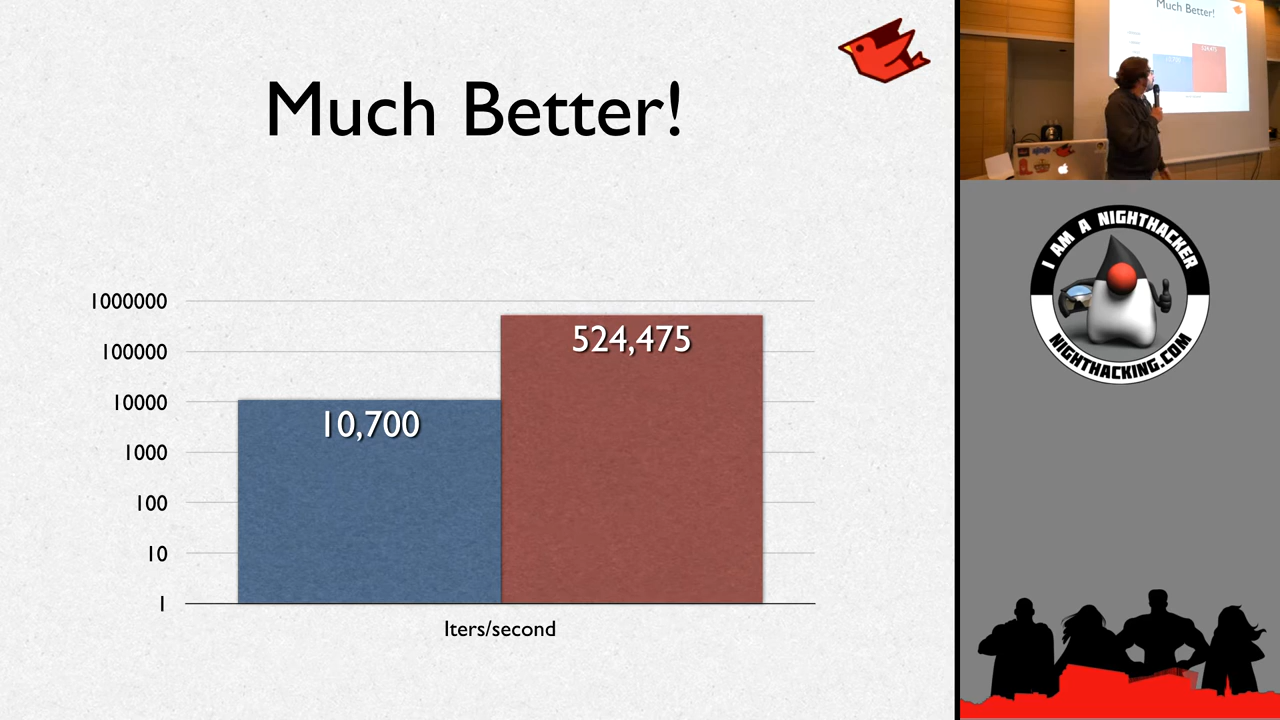 Much Better!
1000000
100000
10000
1000
100
10
1
10,700
524,475
Iters/second
Much Better!
I AM A NIGHTHACKER
NIGHTHACKING.COM